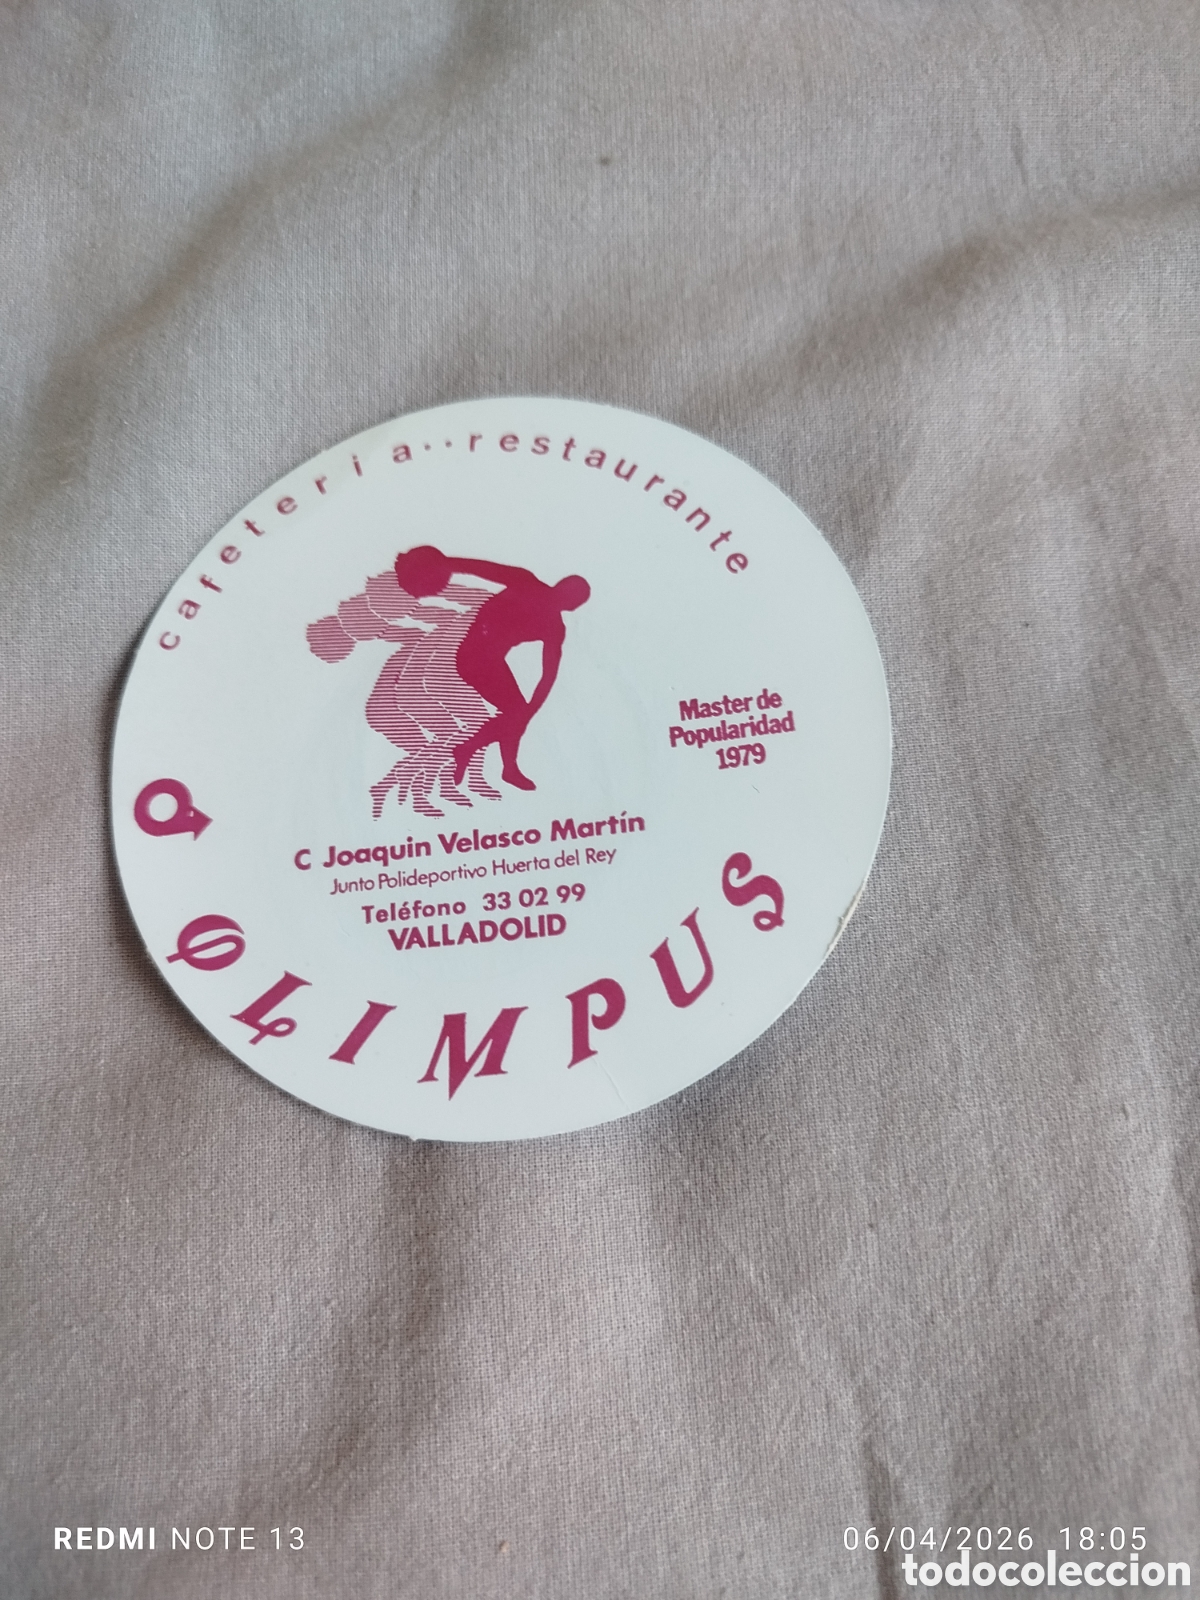 cafeteria··restaurante
Master de
Popularidad
1979
C Joaquin Velasco Martín
Junto Polideportivo Huerta del Rey
Teléfono 33 02 99
VALLADOLID
OLIMPUS
REDMI NOTE 13
06/04/2026 18:05
todocoleccion